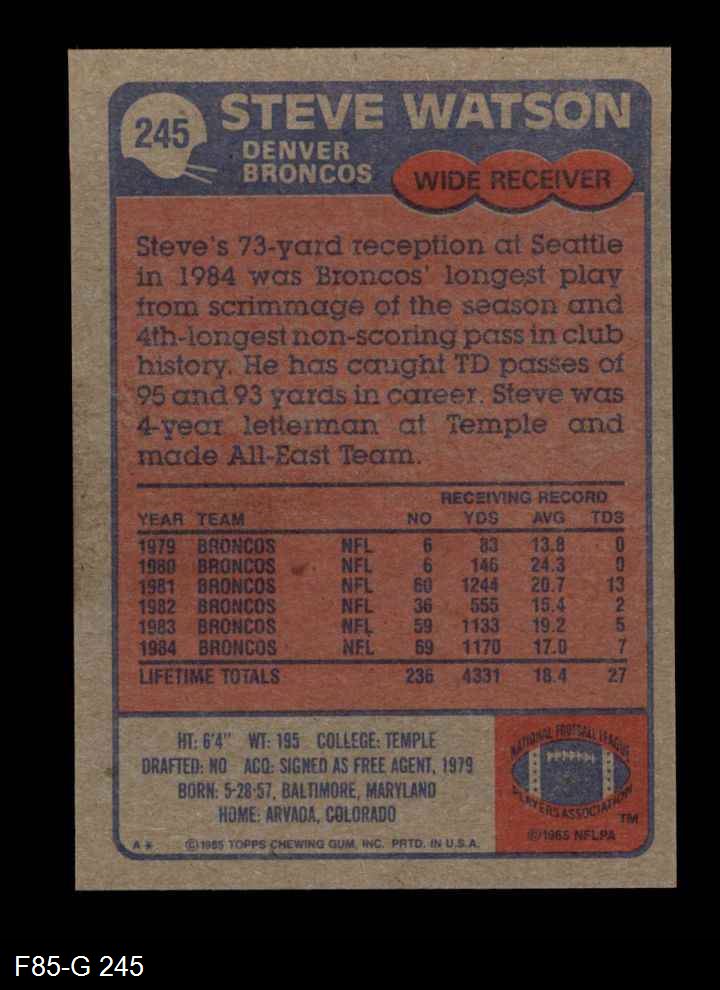 245
STEVE WATSON
DENVER
BRONCOS
WIDE RECEIVER
Steve's 73-yard reception at Seattle
in 1984 was Broncos' longest play
from scrimmage of the season and
4th-longest non-scoring pass in club
history. He has caught TD passes of
95 and 93 yards in career. Steve was
4-year letterman at Temple and
made All-East Team.
RECEIVING RECORD
YEAR TEAM NO YDS AVG TDS
1979 BRONCOS NFL 6 83 13.8 0
1980 BRONCOS NFL 6 146 24.3 0
1981 BRONCOS NFL 60 1244 20.7 13
1982 BRONCOS NFL 36 555 15.4 2
1983 BRONCOS NFL 59 1133 19.2 5
1984 BRONCOS NFL 69 1170 17.0 7
LIFETIME TOTALS 236 4331 18.4 27
HT: 6'4" WT: 195 COLLEGE: TEMPLE
DRAFTED: NO ACQ: SIGNED AS FREE AGENT, 1979
BORN: 5-28-57, BALTIMORE, MARYLAND
HOME: ARVADA, COLORADO
A* ©1985 TOPPS CHEWING GUM, INC. PRTD. IN U.S.A.
NATIONAL FOOTBALL LEAGUE
PLAYERS ASSOCIATION
TM
©1985 NFLPA
F85-G 245